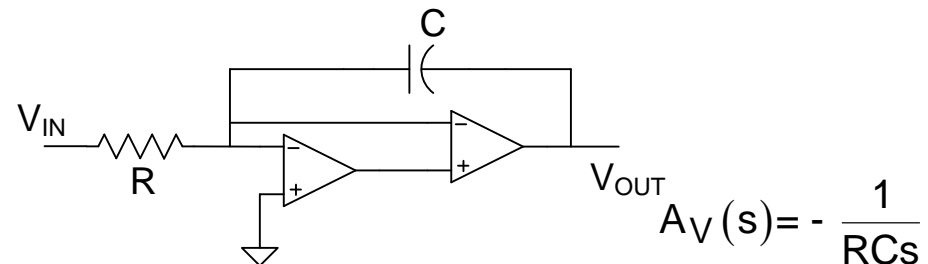 C
V_IN
R
−
+
−
+
V_OUT
A_V(s) = - 1/RCs